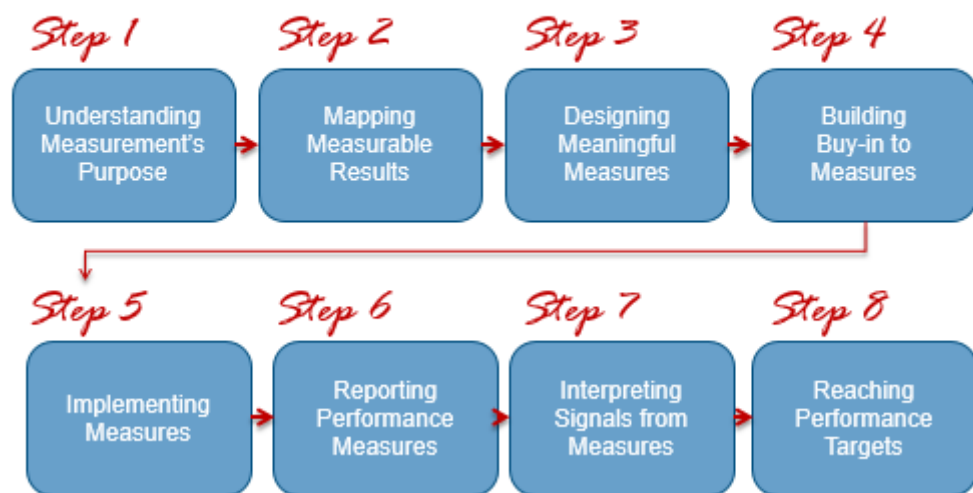 Step 1
Understanding
Measurement's
Purpose
Step 2
Mapping
Measurable
Results
Step 3
Designing
Meaningful
Measures
Step 4
Building
Buy-in to
Measures
Step 5
Implementing
Measures
Step 6
Reporting
Performance
Measures
Step 7
Interpreting
Signals from
Measures
Step 8
Reaching
Performance
Targets